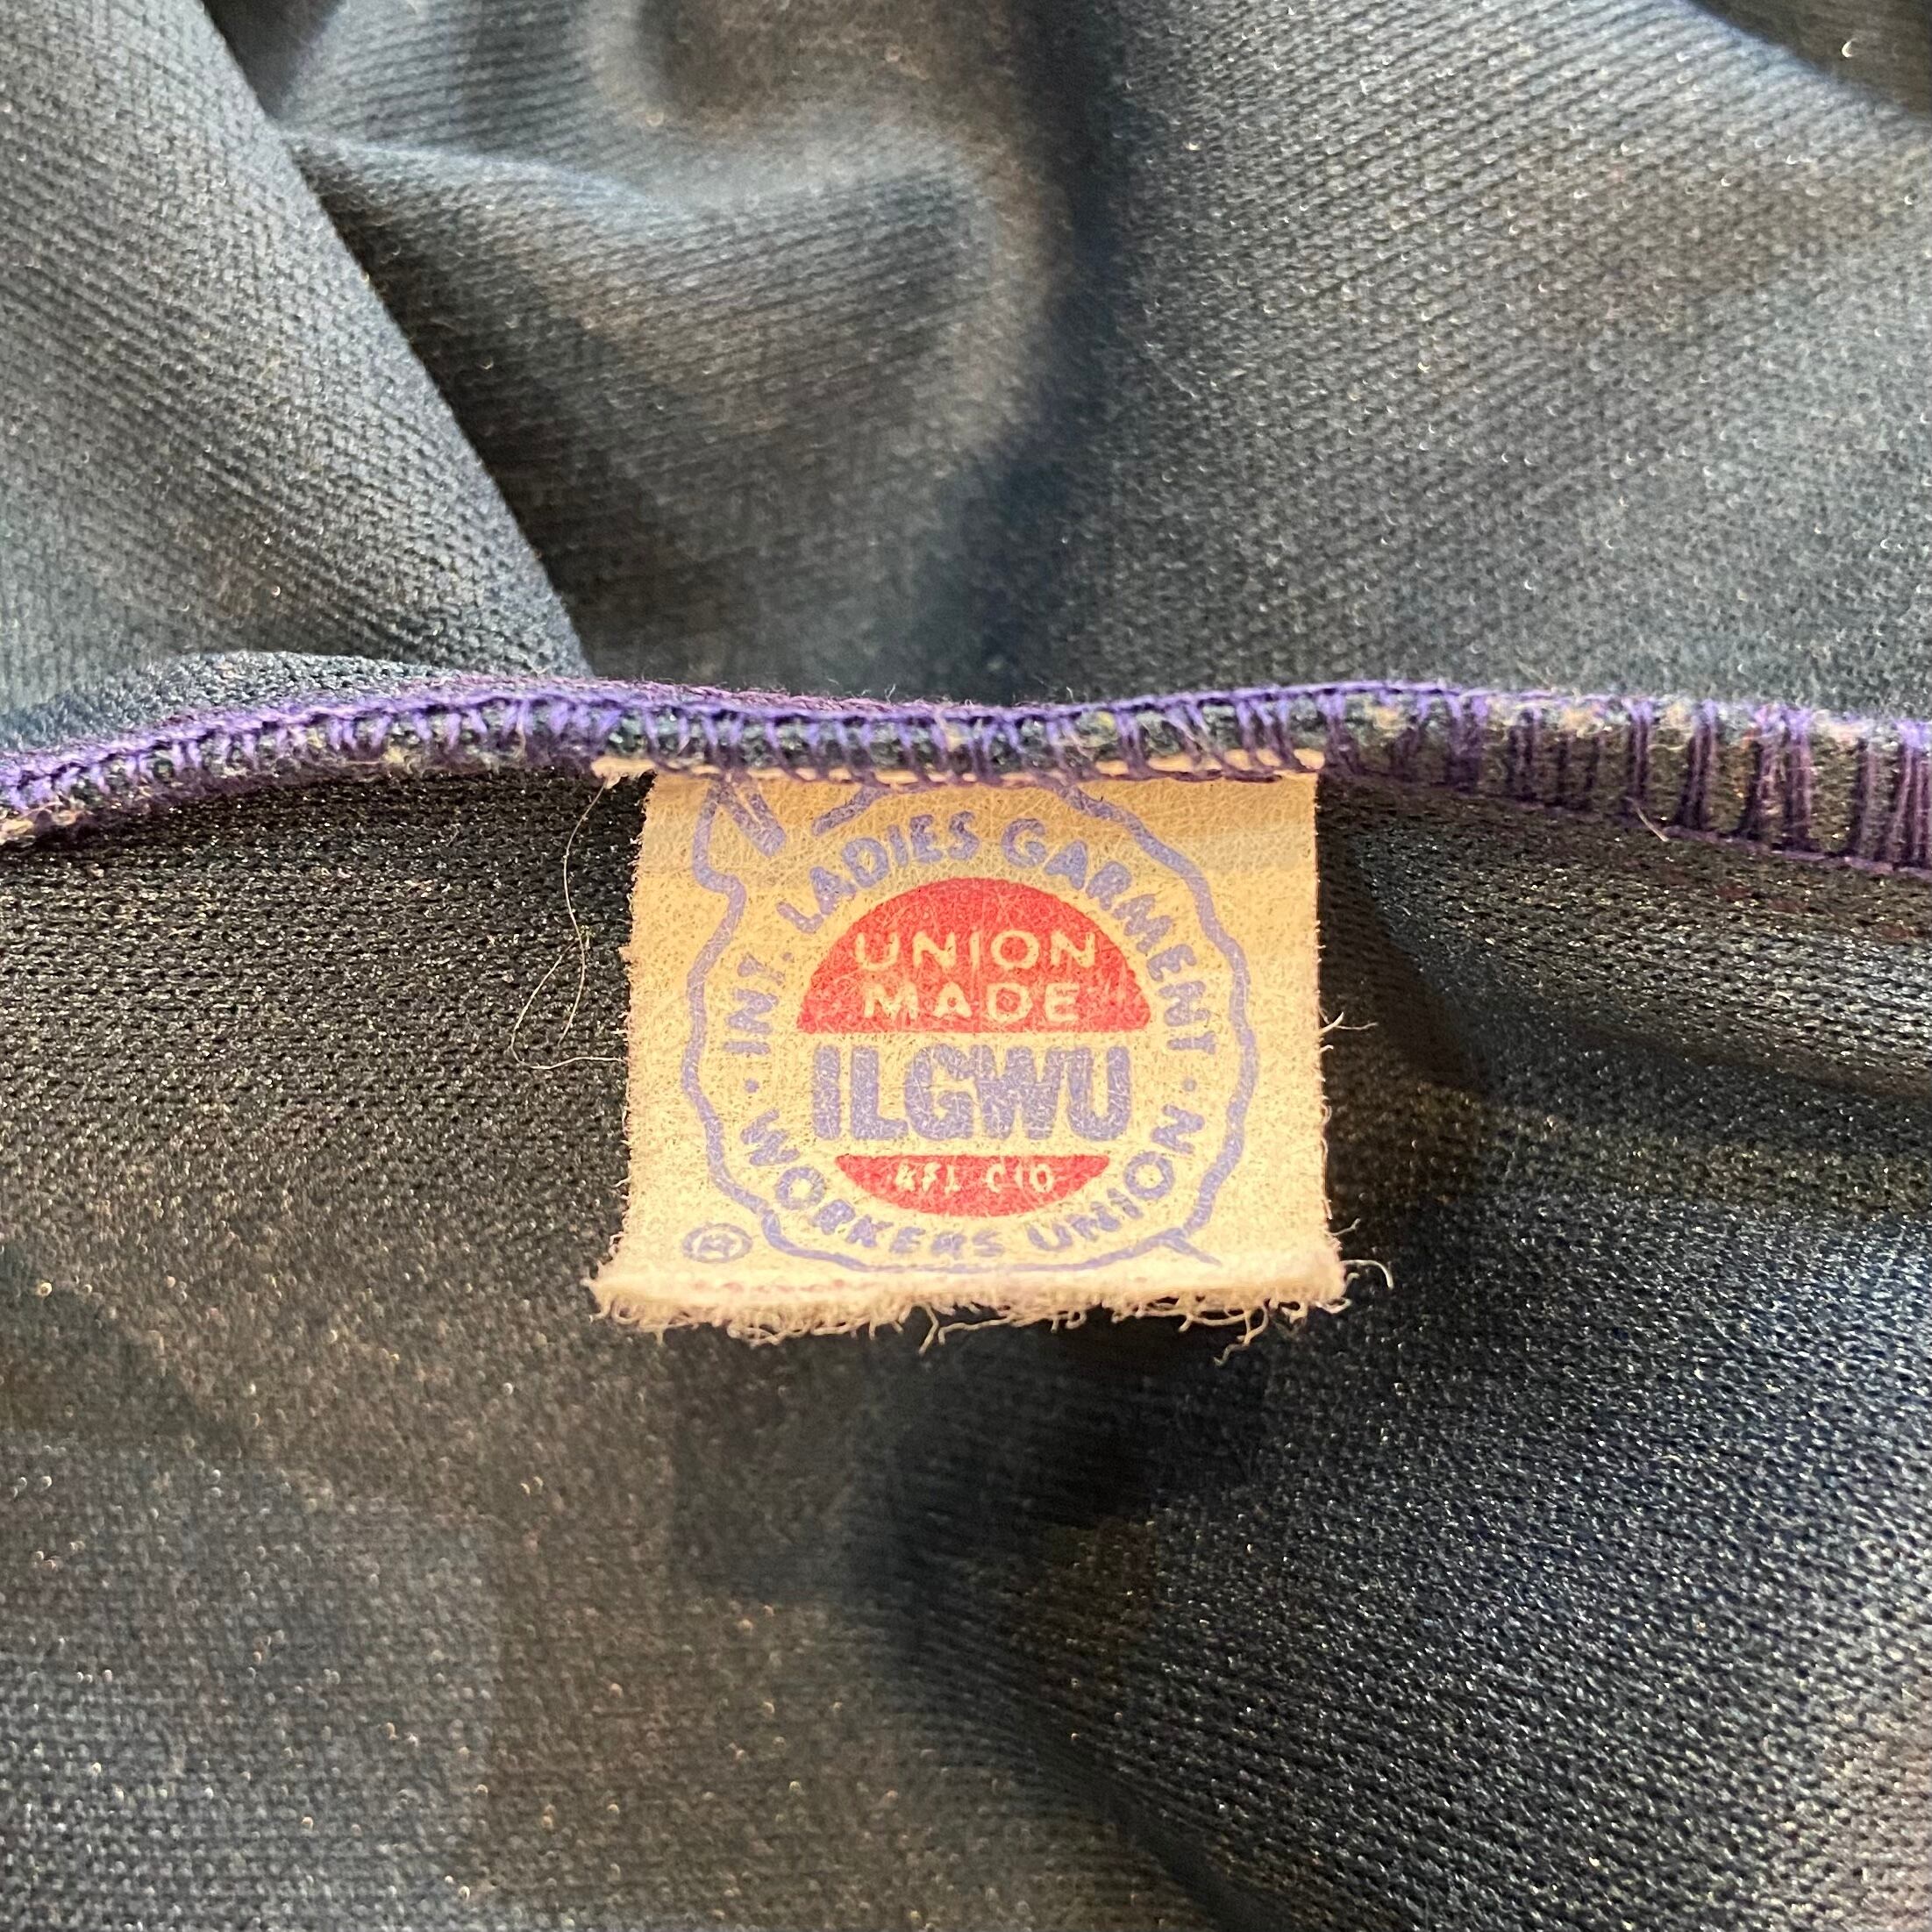 INT. LADIES GARMENT
UNION
MADE
ILGWU
AFL CIO
WORKERS UNION
®